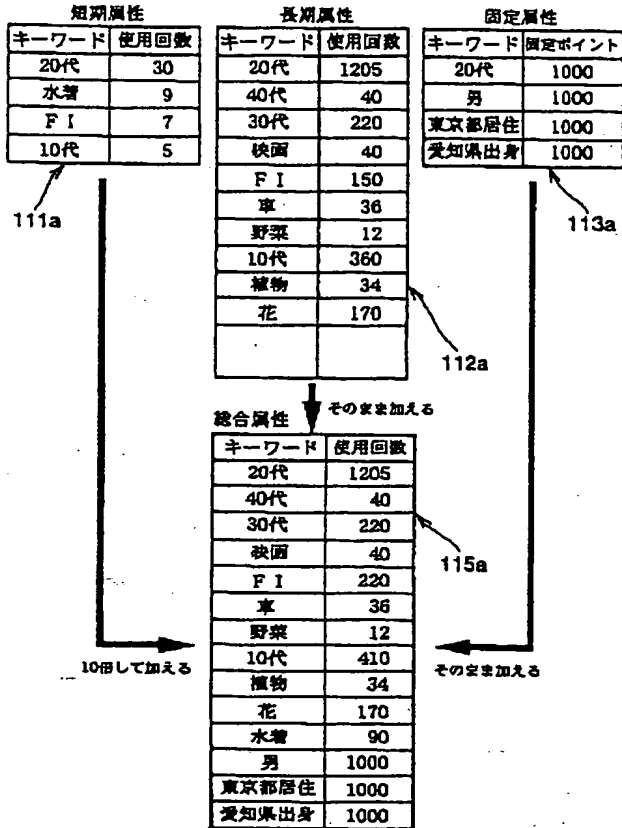 短期属性
キーワード 使用回数
20代 30
水着 9
F I 7
10代 5
111a
長期属性
キーワード 使用回数
20代 1205
40代 40
30代 220
映画 40
F I 150
車 36
野菜 12
10代 360
植物 34
花 170
112a
固定属性
キーワード 固定ポイント
20代 1000
男 1000
東京都居住 1000
愛知県出身 1000
113a
そのまま加える
総合属性
キーワード 使用回数
20代 1205
40代 40
30代 220
映画 40
F I 220
車 36
野菜 12
10代 410
植物 34
花 170
水着 90
男 1000
東京都居住 1000
愛知県出身 1000
115a
10倍して加える
そのまま加える